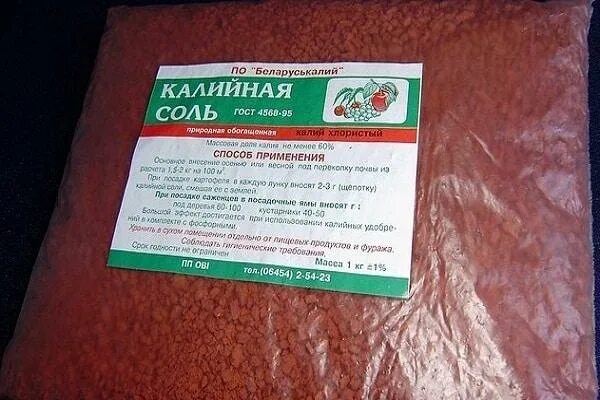 ПО "Беларуськалий"
КАЛИЙНАЯ
СОЛЬ ГОСТ 4568-95
природная обогащенная калий хлористый
Массовая доля калия не менее 60%
СПОСОБ ПРИМЕНЕНИЯ
Основное внесение осенью или весной под перекопку почвы из
расчета 1,5-2 кг на 100 м²
При посадке картофеля в каждую лунку вносят 2-3 г (щепотку)
калийной соли, смешав ее с землей.
При посадке саженцев в посадочные ямы вносят г :
под деревья 60-100 кустарники 40-50
Большой эффект достигается при использовании калийных удобре-
ний в комплекте с фосфорными.
Хранить в сухом помещении отдельно от пищевых продуктов и фуража.
Соблюдать гигиенические требования.
Срок годности не ограничен Масса 1 кг ±1%
ПП ОВІ тел.(06454) 2-54-23